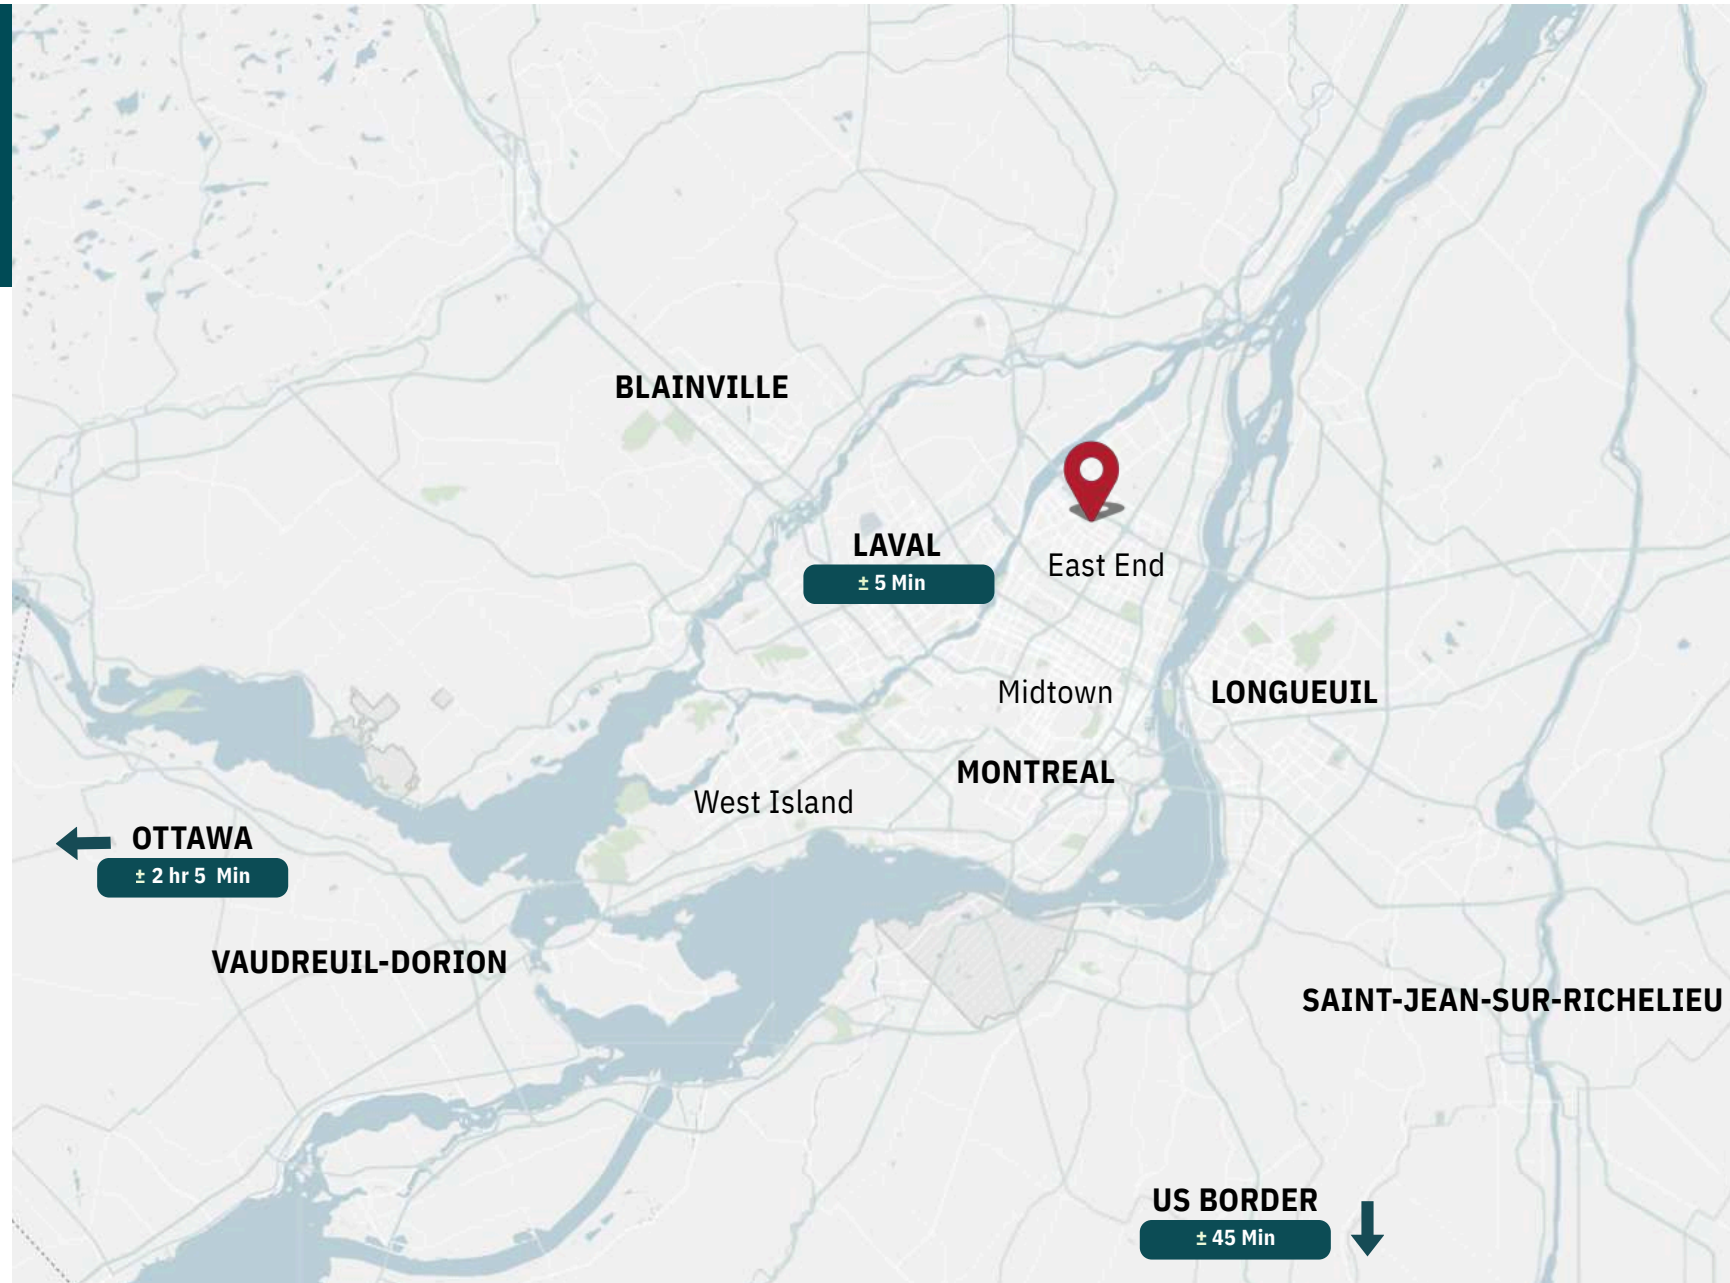 BLAINVILLE
LAVAL
± 5 Min
East End
Midtown
LONGUEUIL
MONTREAL
West Island
OTTAWA
± 2 hr 5 Min
VAUDREUIL-DORION
SAINT-JEAN-SUR-RICHELIEU
US BORDER
± 45 Min